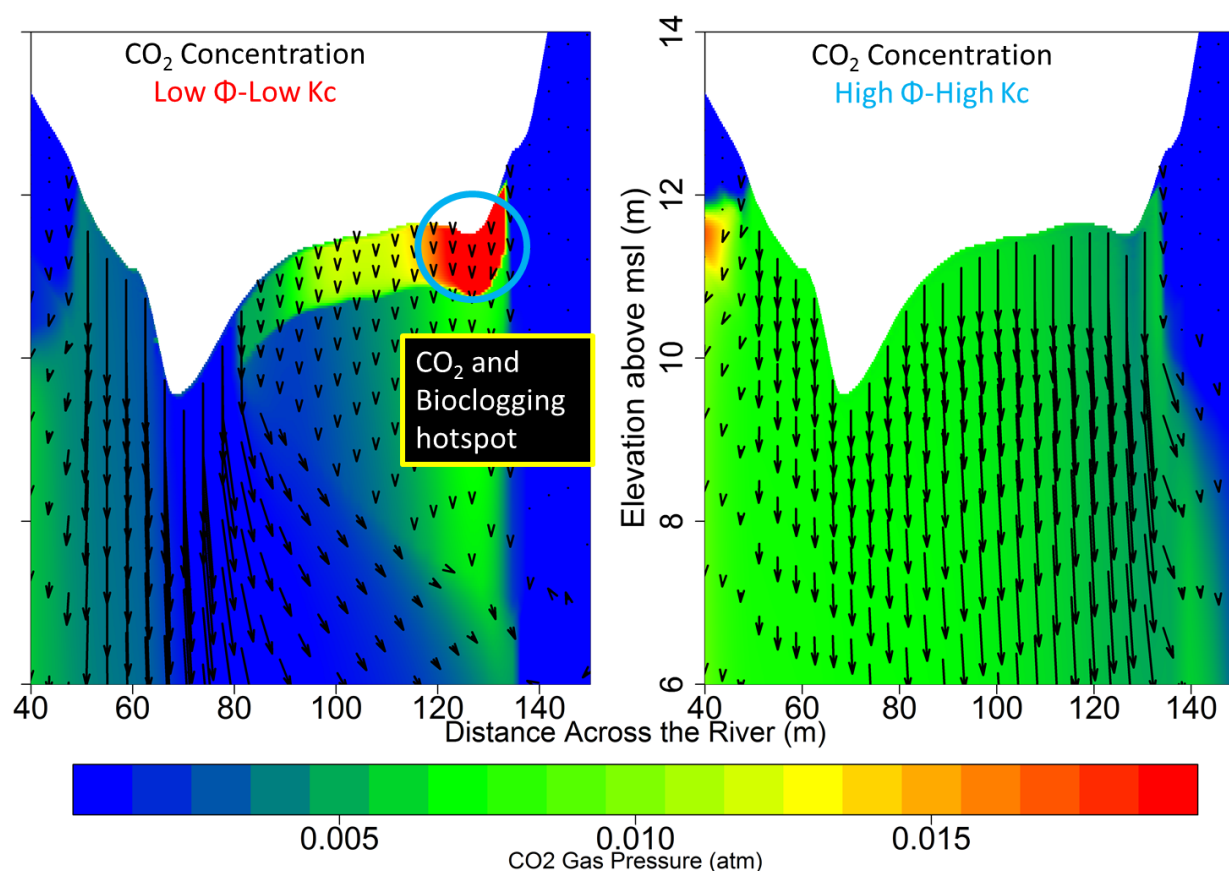 CO₂ Concentration
Low Φ-Low Kc
CO₂ and
Bioclogging
hotspot
40
60
80
100
120
140
CO₂ Concentration
High Φ-High Kc
Elevation above msl (m)
14
12
10
8
6
40
60
80
100
120
140
Distance Across the River (m)
0.005
0.010
0.015
CO2 Gas Pressure (atm)